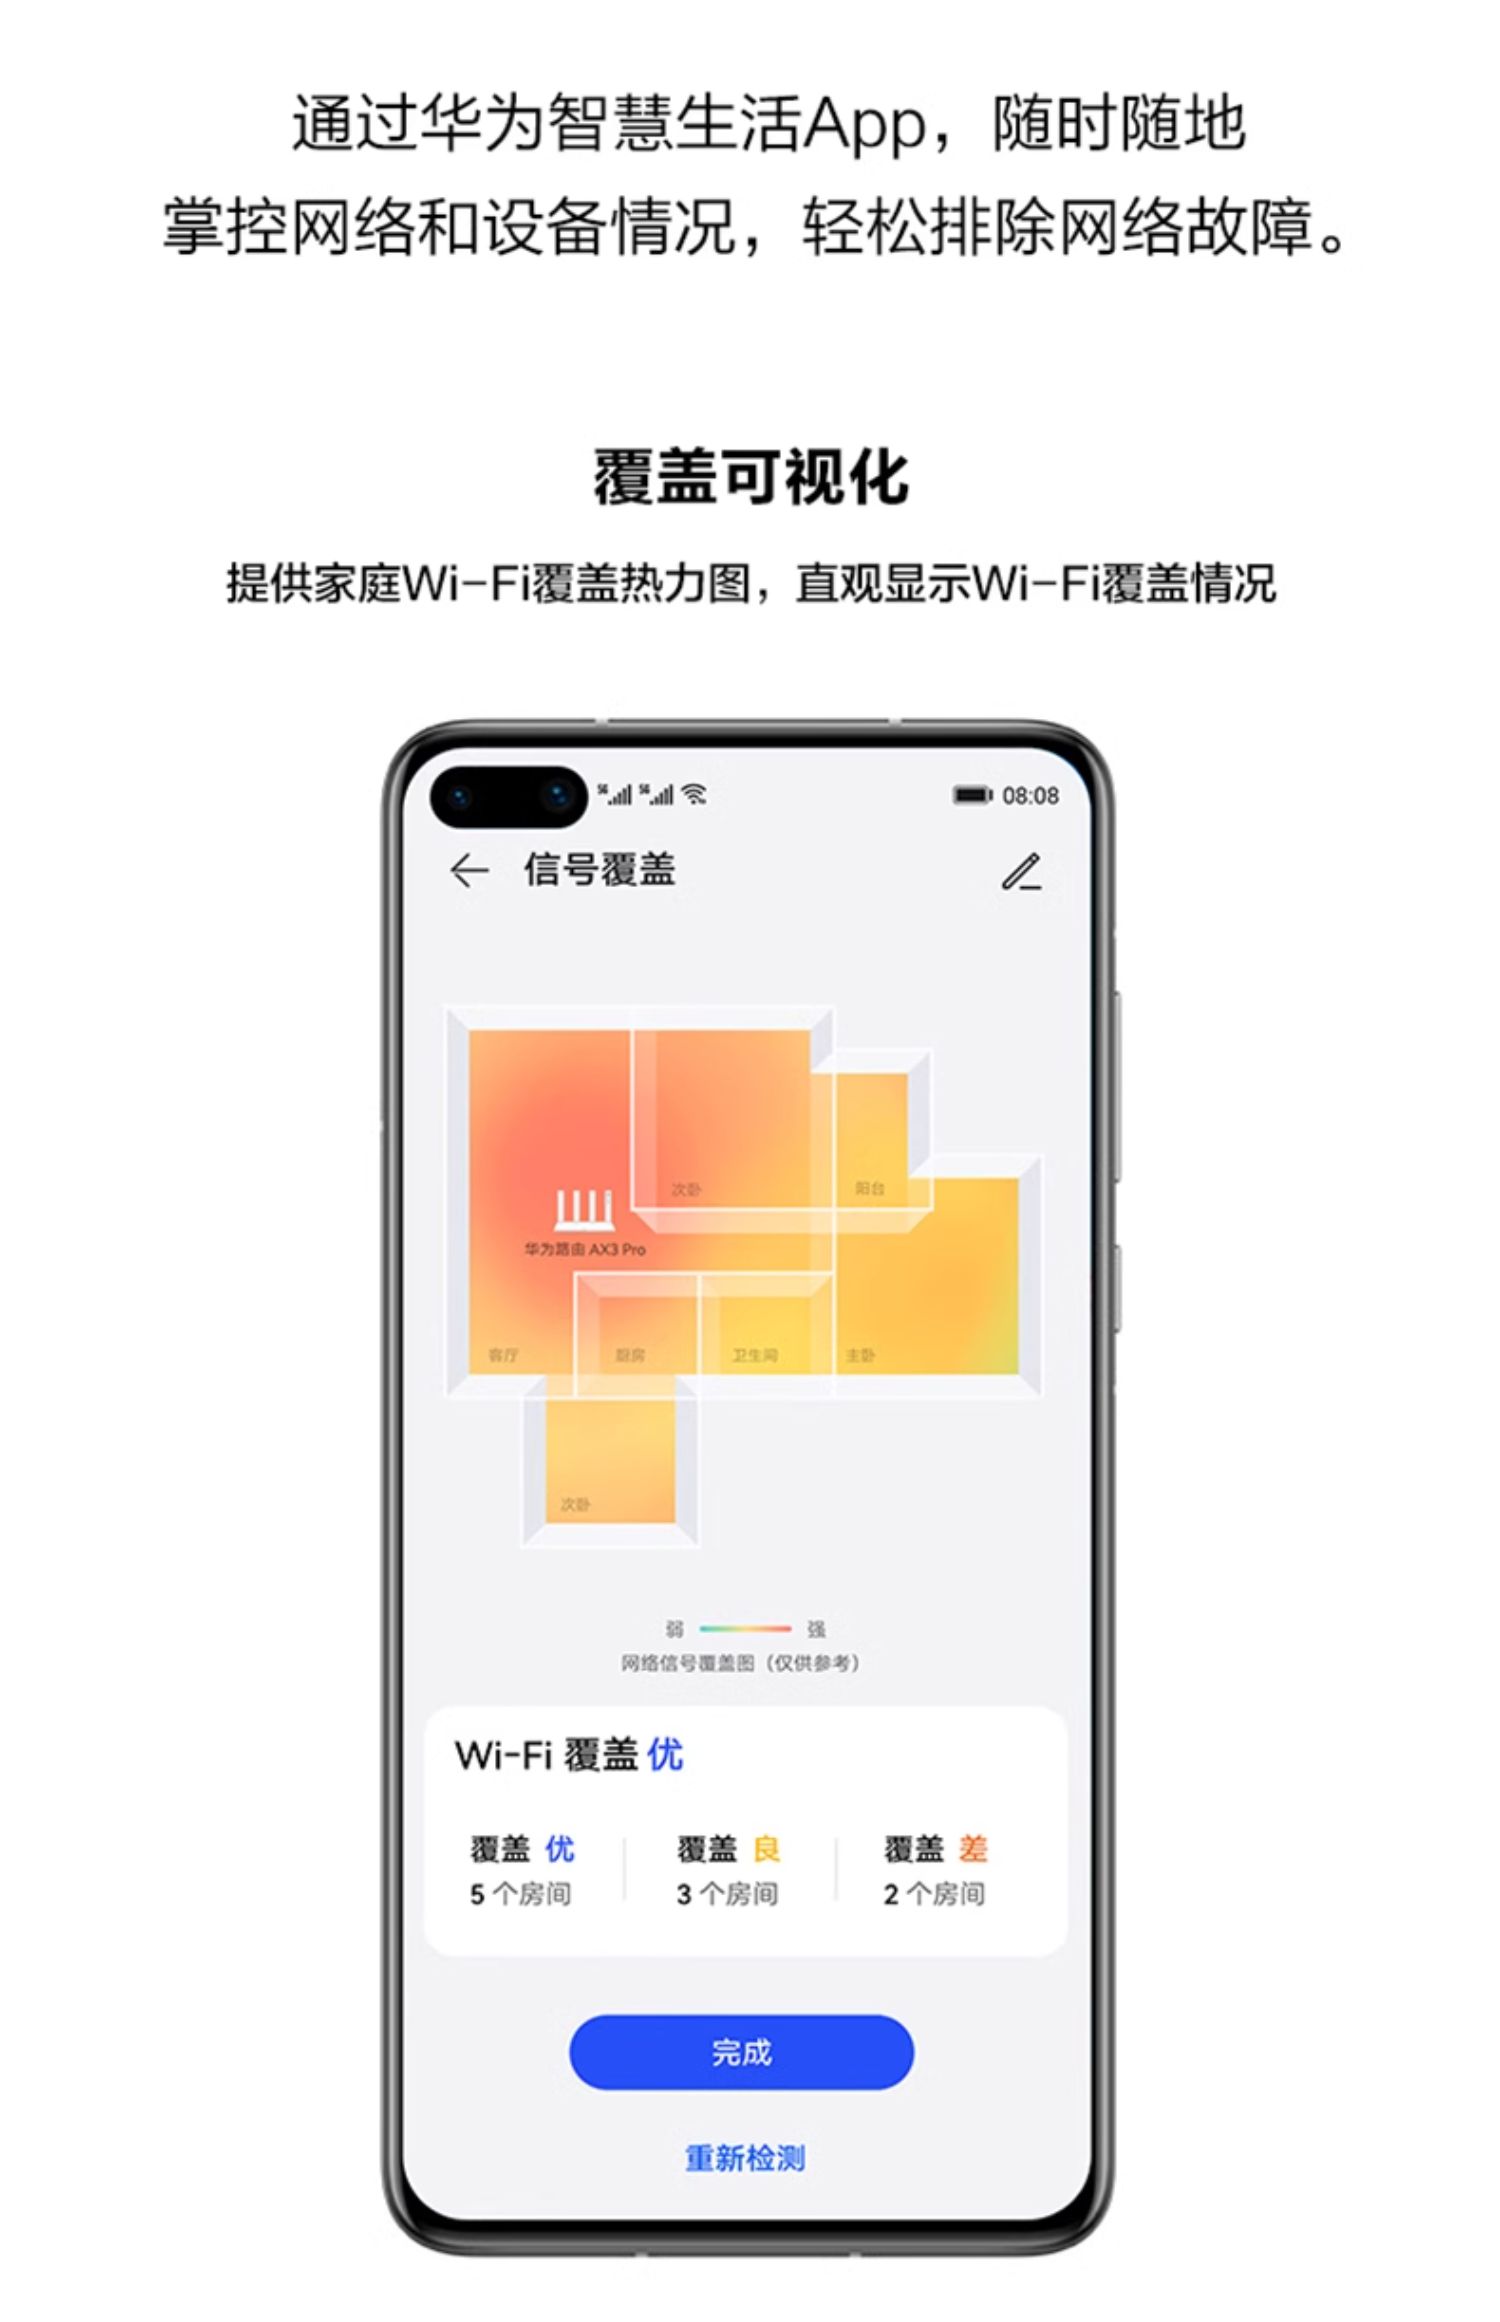 通过华为智慧生活App，随时随地
掌控网络和设备情况，轻松排除网络故障。
覆盖可视化
提供家庭Wi-Fi覆盖热力图，直观显示Wi-Fi覆盖情况
5G 5G 08:08
信号覆盖
次卧 阳台
华为路由 AX3 Pro
客厅 厨房 卫生间 主卧
次卧
弱 强
网络信号覆盖图（仅供参考）
Wi-Fi 覆盖 优
覆盖 优 覆盖 良 覆盖 差
5 个房间 3 个房间 2 个房间
完成
重新检测